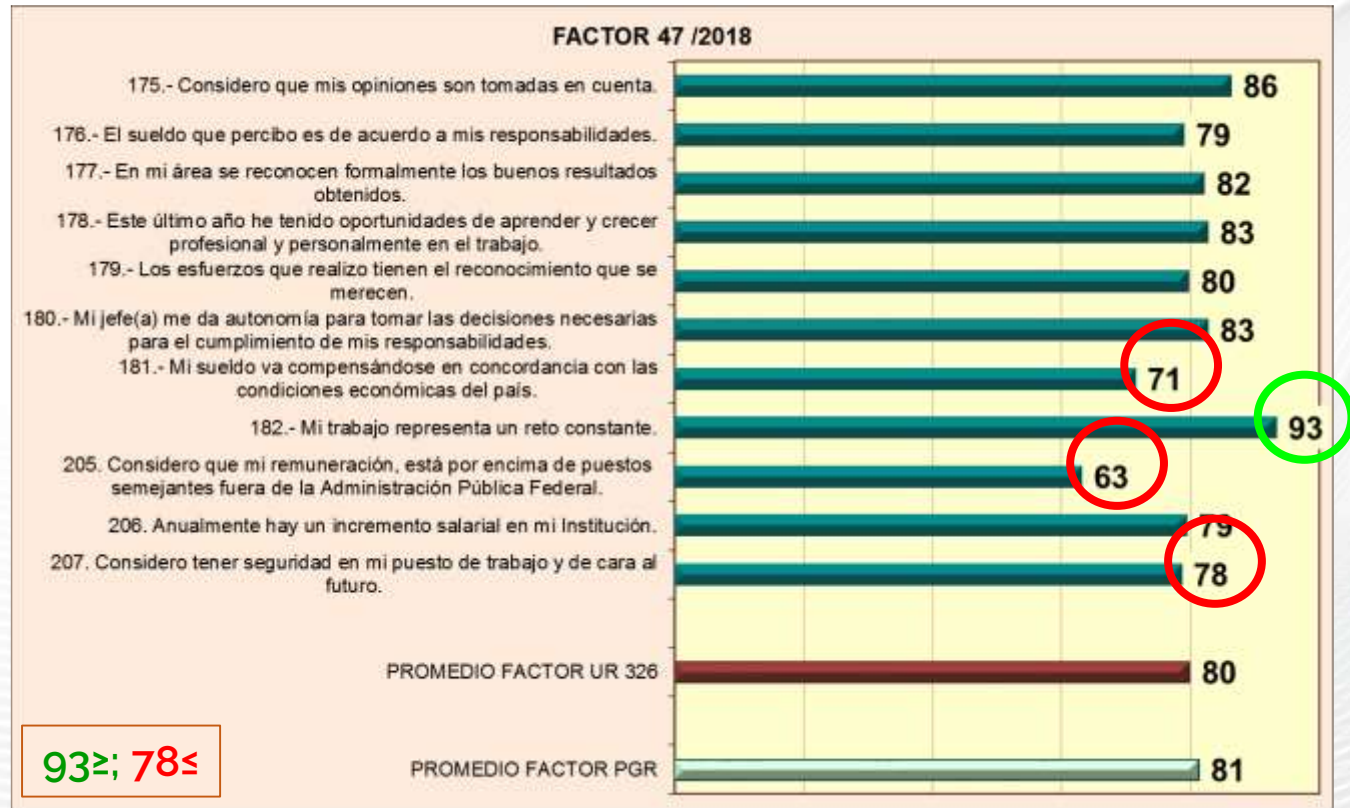 FACTOR 47 /2018
175.- Considero que mis opiniones son tomadas en cuenta.
86
176.- El sueldo que percibo es de acuerdo a mis responsabilidades.
79
177.- En mi área se reconocen formalmente los buenos resultados
obtenidos.
82
178.- Este último año he tenido oportunidades de aprender y crecer
profesional y personalmente en el trabajo.
83
179.- Los esfuerzos que realizo tienen el reconocimiento que se
merecen.
80
180.- Mi jefe(a) me da autonomía para tomar las decisiones necesarias
para el cumplimiento de mis responsabilidades.
83
181.- Mi sueldo va compensándose en concordancia con las
condiciones económicas del país.
71
182.- Mi trabajo representa un reto constante.
93
205. Considero que mi remuneración, está por encima de puestos
semejantes fuera de la Administración Pública Federal.
63
206. Anualmente hay un incremento salarial en mi Institución.
79
207. Considero tener seguridad en mi puesto de trabajo y de cara al
futuro.
78
PROMEDIO FACTOR UR 326
80
93≥; 78≤
PROMEDIO FACTOR PGR
81